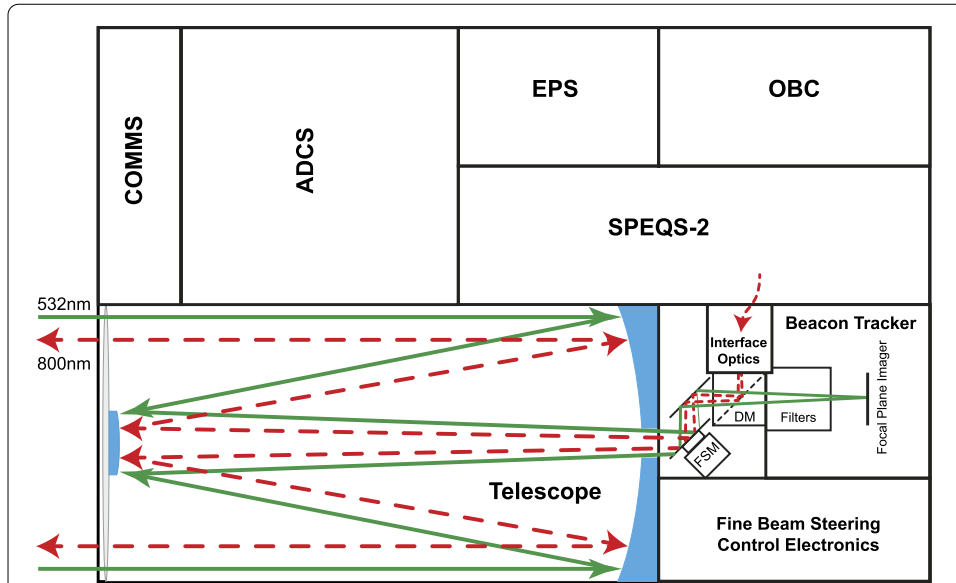 COMMS
ADCS
EPS
OBC
SPEQS-2
532nm
800nm
Interface
Optics
Beacon Tracker
Focal Plane Imager
DM
Filters
FSM
Telescope
Fine Beam Steering
Control Electronics